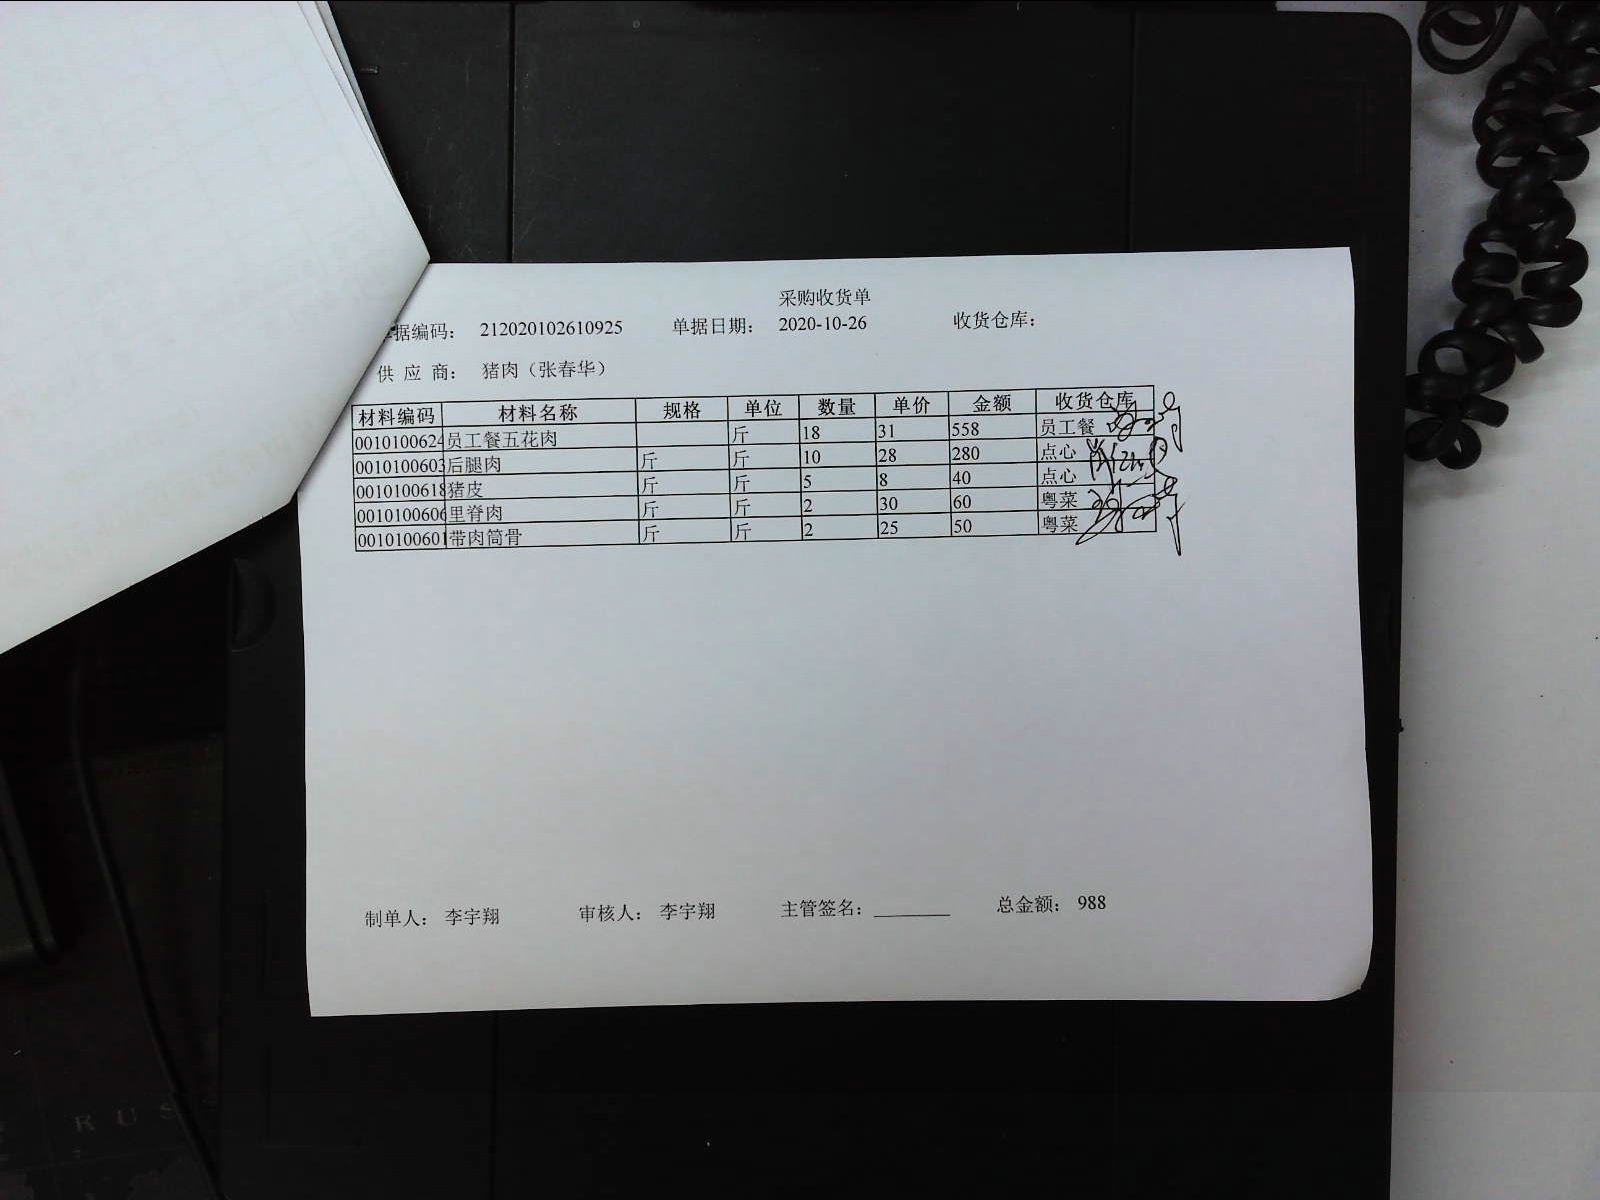 采购收货单
据编码： 212020102610925 单据日期： 2020-10-26 收货仓库：
供 应 商： 猪肉（张春华）
材料编码 材料名称 规格 单位 数量 单价 金额 收货仓库
0010100624 员工餐五花肉 斤 18 31 558 员工餐
0010100603 后腿肉 斤 斤 10 28 280 点心
0010100618 猪皮 斤 斤 5 8 40 点心
0010100606 里脊肉 斤 斤 2 30 60 粤菜
0010100601 带肉筒骨 斤 斤 2 25 50 粤菜
制单人： 李宇翔 审核人： 李宇翔 主管签名： 总金额： 988
R U S